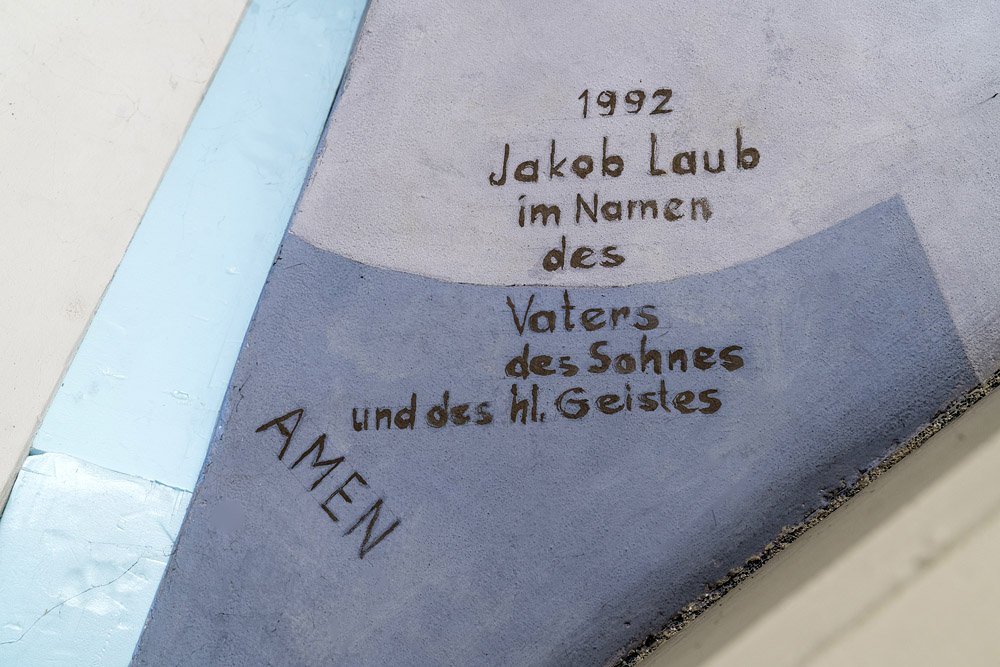 1992
Jakob Laub
im Namen
des
Vaters
des Sohnes
und des hl. Geistes
AMEN